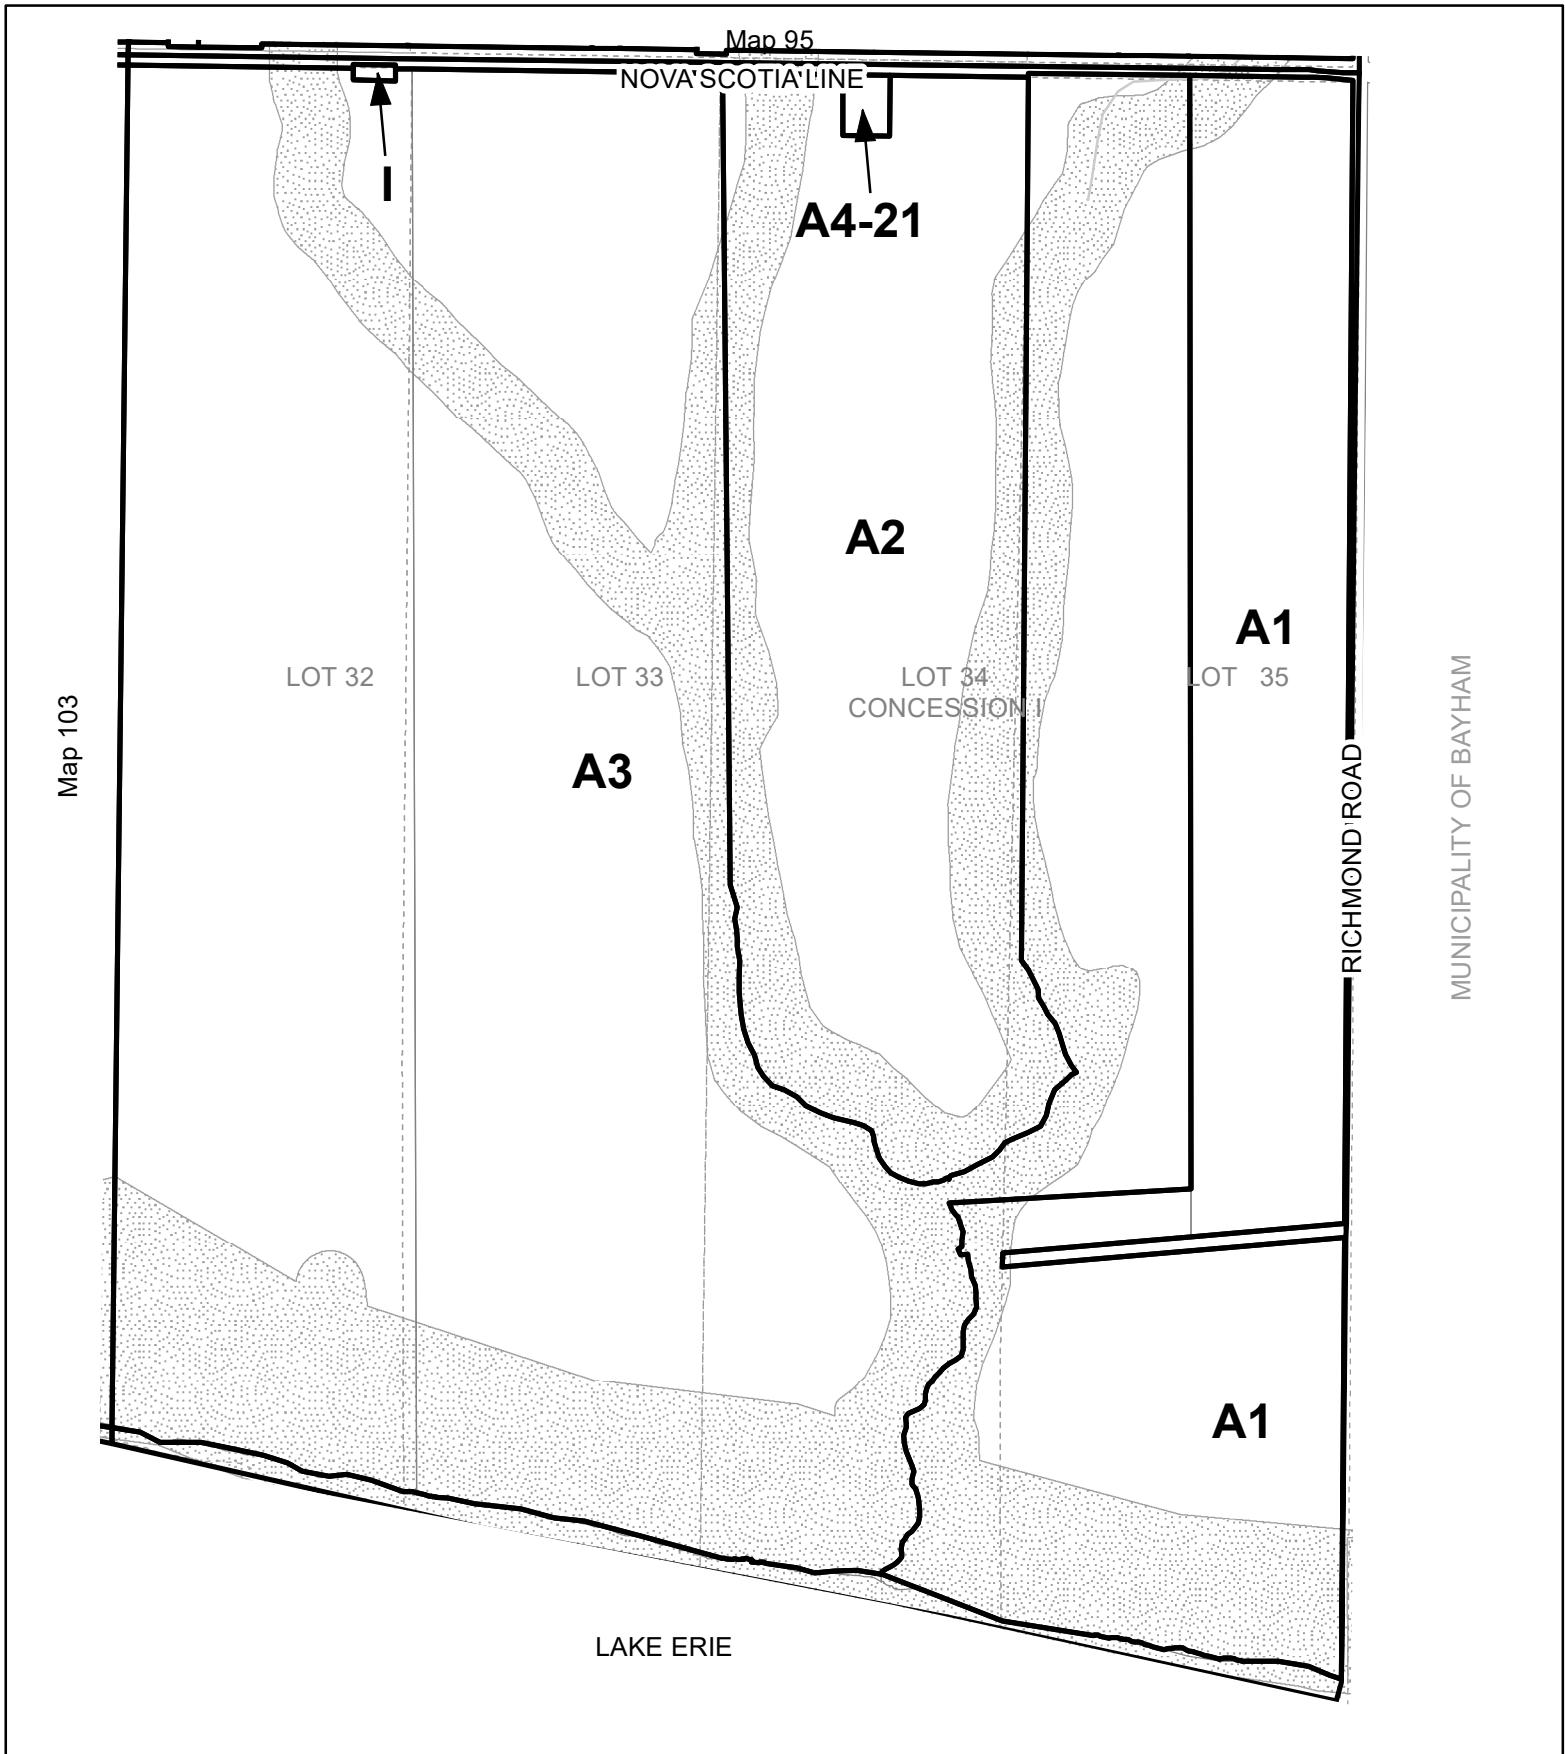 Map 95
NOVA SCOTIA LINE
I
A4-21
A2
A1
LOT 32
LOT 33
LOT 34
LOT 35
CONCESSION I
Map 103
A3
RICHMOND ROAD
MUNICIPALITY OF BAYHAM
A1
LAKE ERIE